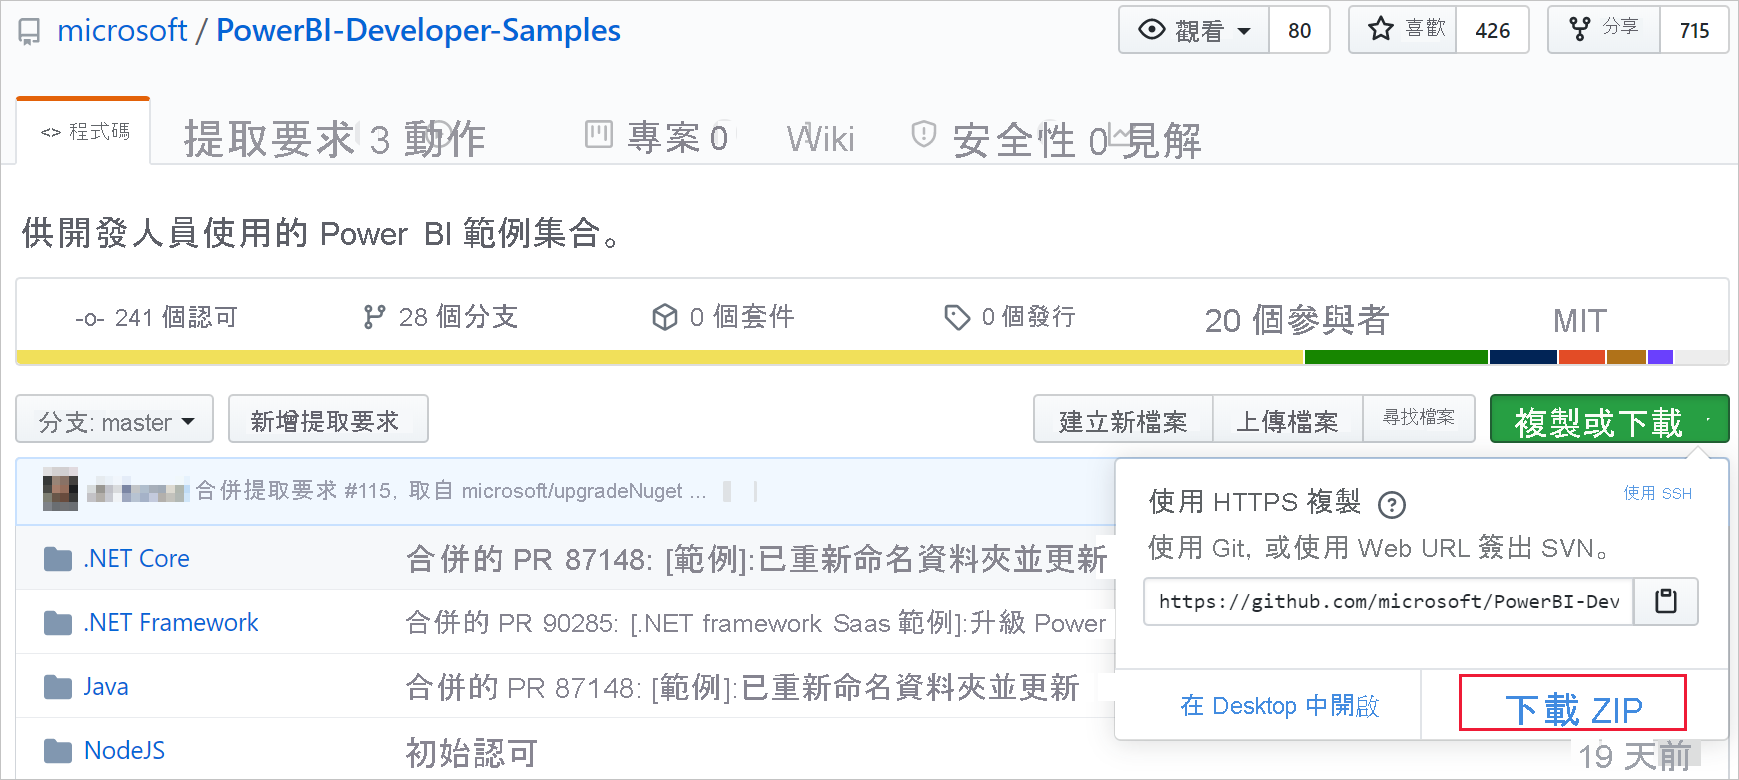 microsoft / PowerBI-Developer-Samples
觀看 80
喜歡 426
分享 715
<> 程式碼
提取要求 3 動作
專案 0
Wiki
安全性 0 見解
供開發人員使用的 Power BI 範例集合。
-o- 241 個認可
28 個分支
0 個套件
0 個發行
20 個參與者
MIT
分支: master
新增提取要求
建立新檔案
上傳檔案
尋找檔案
複製或下載
合併提取要求 #115, 取自 microsoft/upgradeNuget ...
使用 HTTPS 複製
使用 SSH
使用 Git, 或使用 Web URL 簽出 SVN。
https://github.com/microsoft/PowerBI-Dev
在 Desktop 中開啟
下載 ZIP
.NET Core
合併的 PR 87148: [範例]:已重新命名資料夾並更新
.NET Framework
合併的 PR 90285: [.NET framework Saas 範例]:升級 Power
Java
合併的 PR 87148: [範例]:已重新命名資料夾並更新
NodeJS
初始認可
19 天前